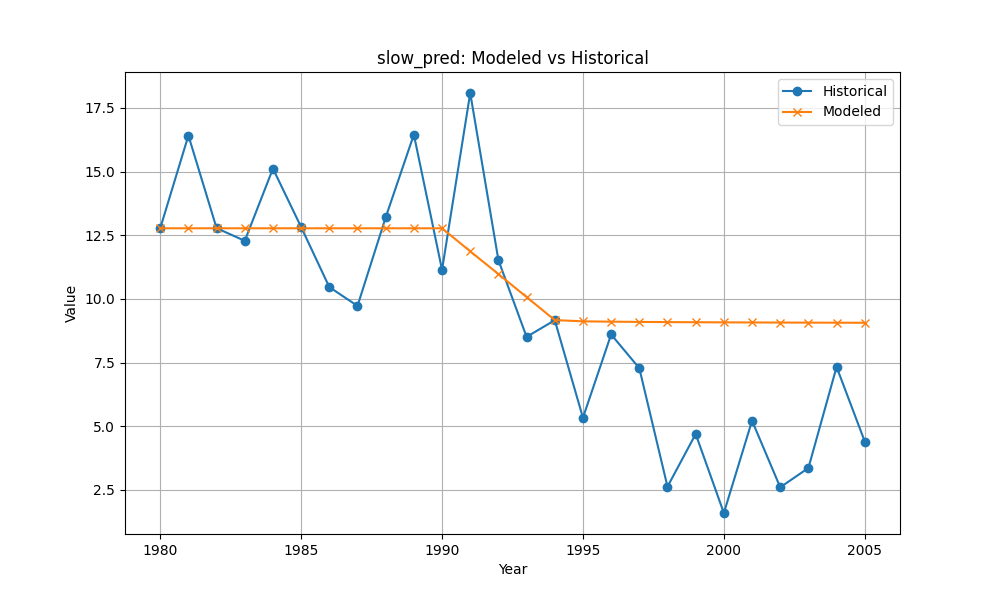 slow_pred: Modeled vs Historical
Historical
Modeled
Value
17.5
15.0
12.5
10.0
7.5
5.0
2.5
1980 1985 1990 1995 2000 2005
Year